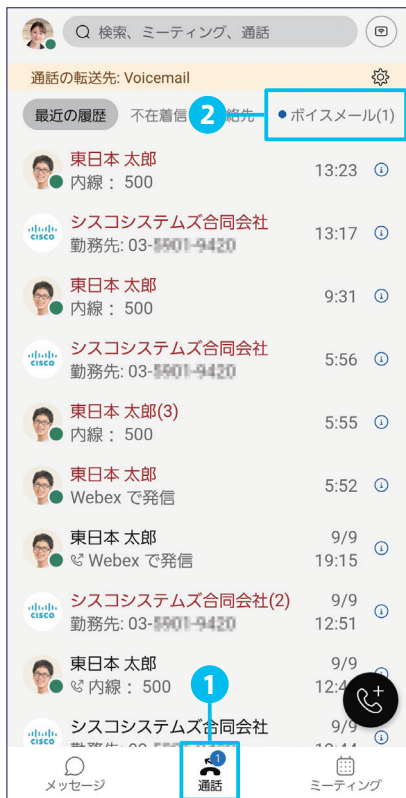 検索、ミーティング、通話
通話の転送先: Voicemail
最近の履歴 不在着信 絡先 ボイスメール(1)
2
東日本 太郎 13:23
内線： 500
シスコシステムズ合同会社 13:17
cisco
勤務先: 03-
東日本 太郎 9:31
内線： 500
シスコシステムズ合同会社 5:56
cisco
勤務先: 03-
東日本 太郎(3) 5:55
内線： 500
東日本 太郎 5:52
Webex で発信
東日本 太郎 9/9
Webex で発信 19:15
シスコシステムズ合同会社(2) 9/9
cisco
勤務先: 03- 12:51
東日本 太郎 9/9
内線： 500 12:4
1
シスコシステムズ合同会社 9/9
cisco
1
メッセージ 通話 ミーティング